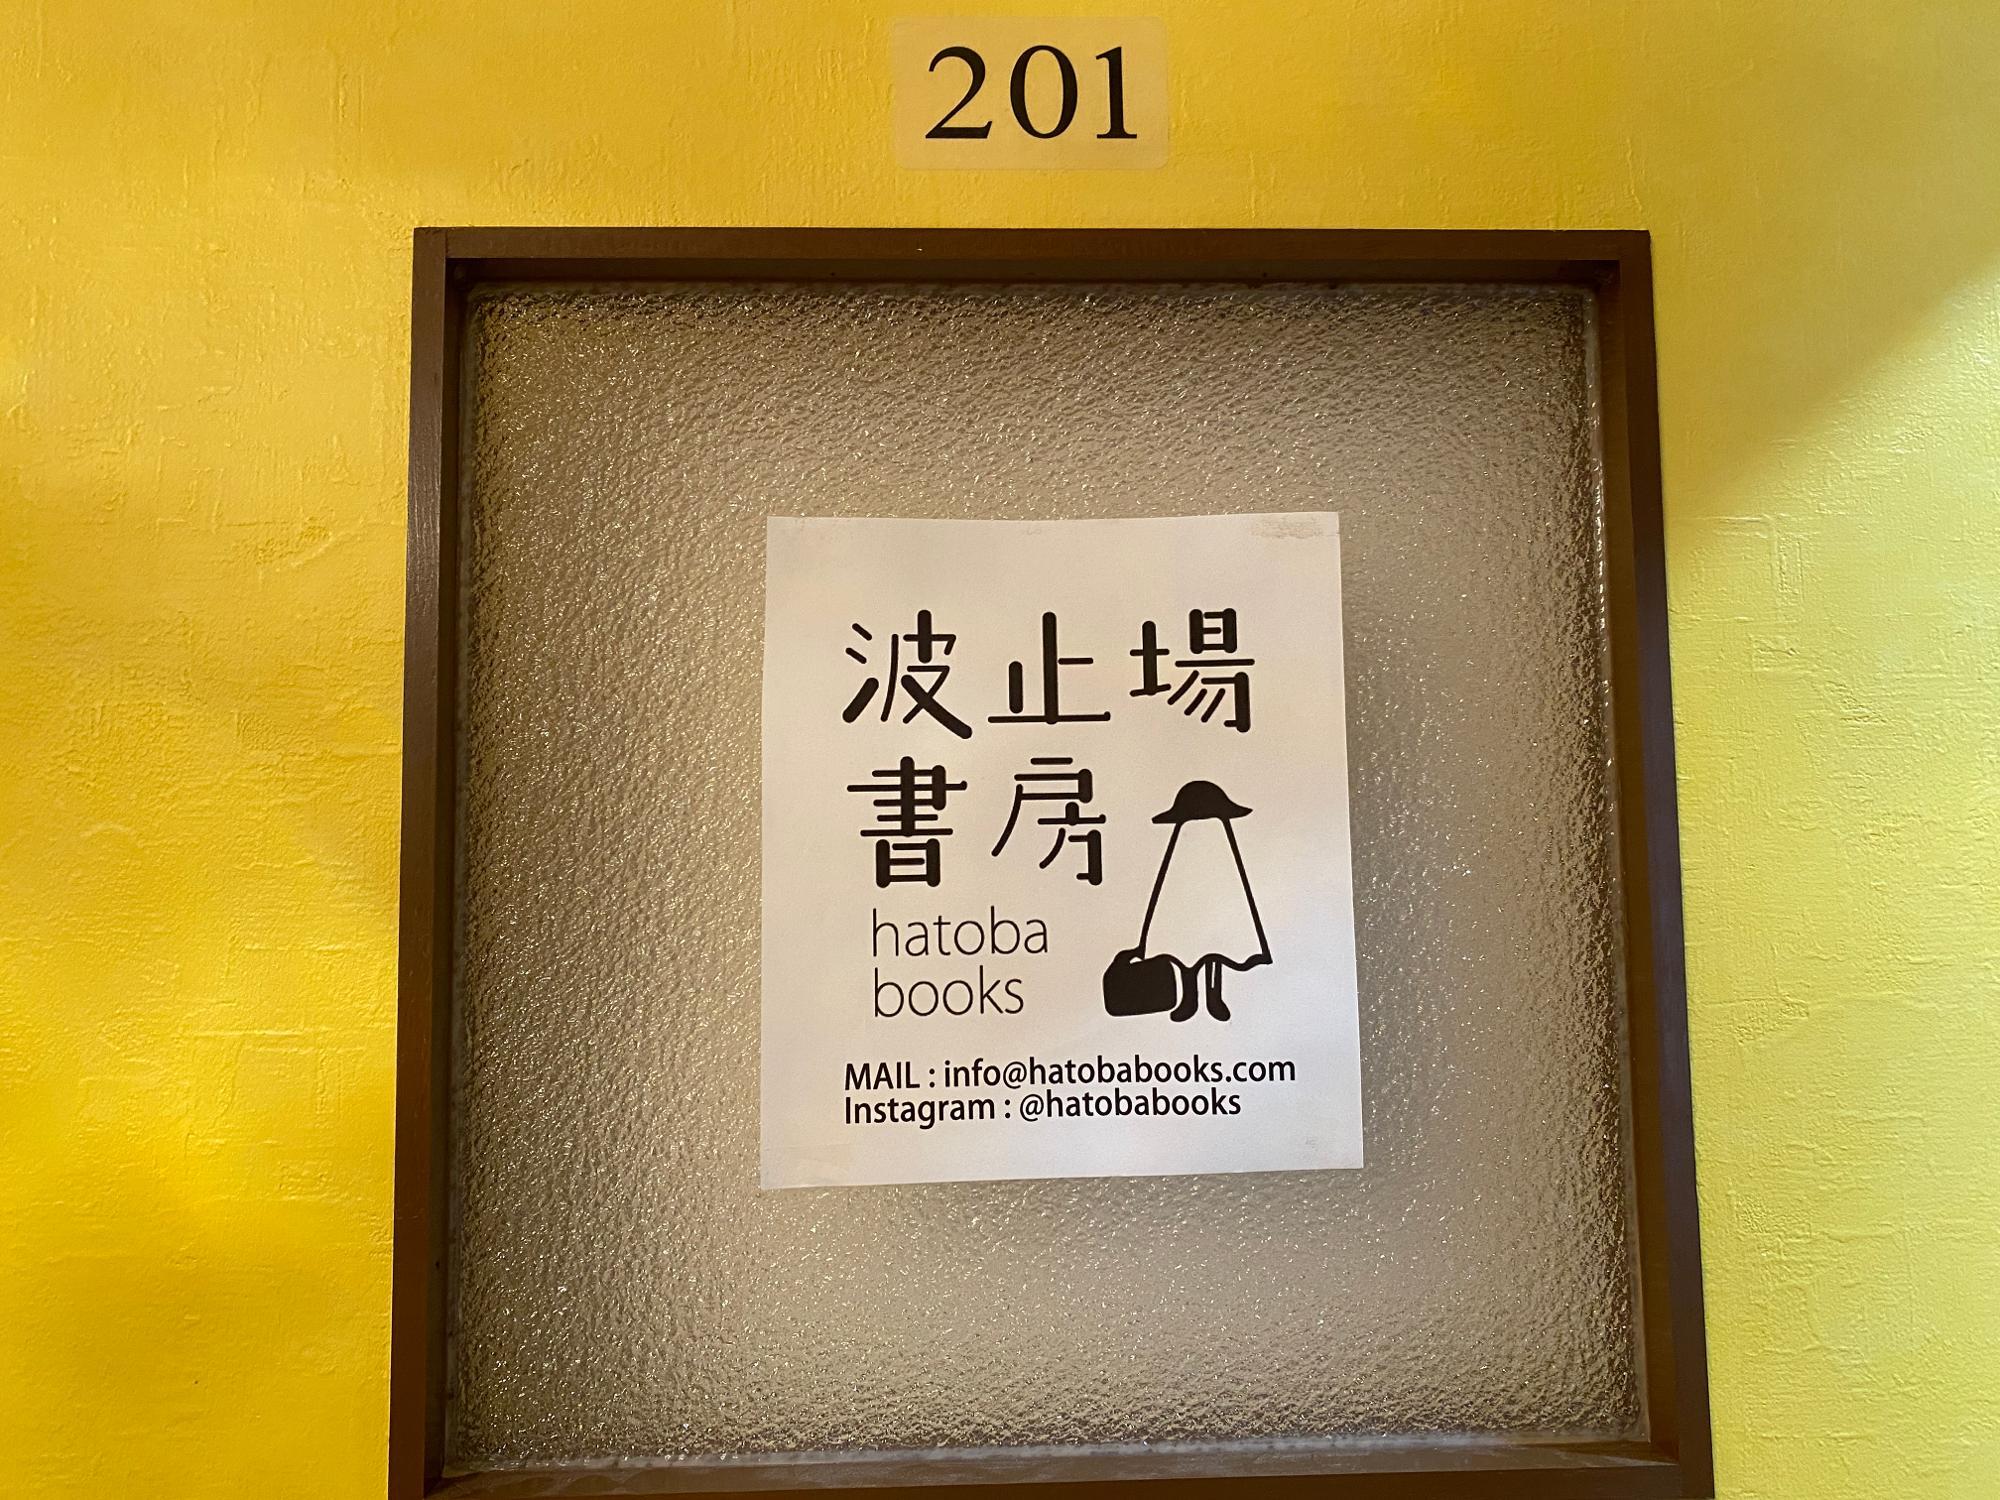 201
波止場
書房
hatoba
books
MAIL : info@hatobabooks.com
Instagram : @hatobabooks